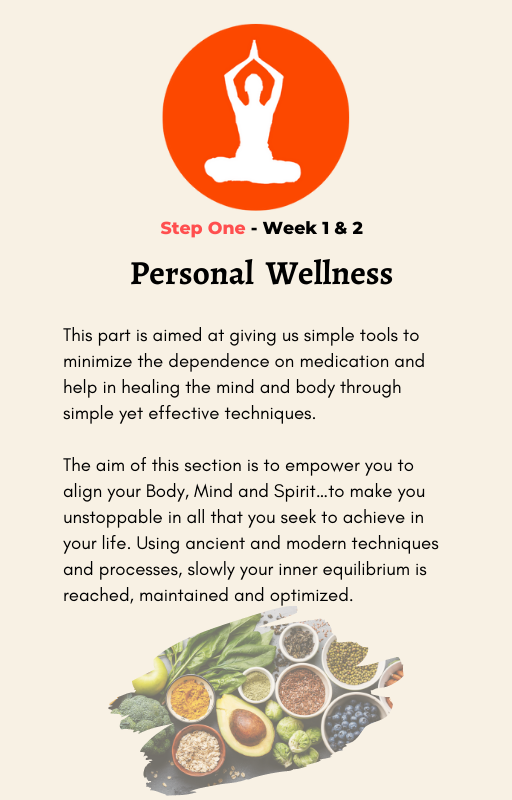 Step One - Week 1 & 2
Personal Wellness
This part is aimed at giving us simple tools to
minimize the dependence on medication and
help in healing the mind and body through
simple yet effective techniques.
The aim of this section is to empower you to
align your Body, Mind and Spirit...to make you
unstoppable in all that you seek to achieve in
your life. Using ancient and modern techniques
and processes, slowly your inner equilibrium is
reached, maintained and optimized.